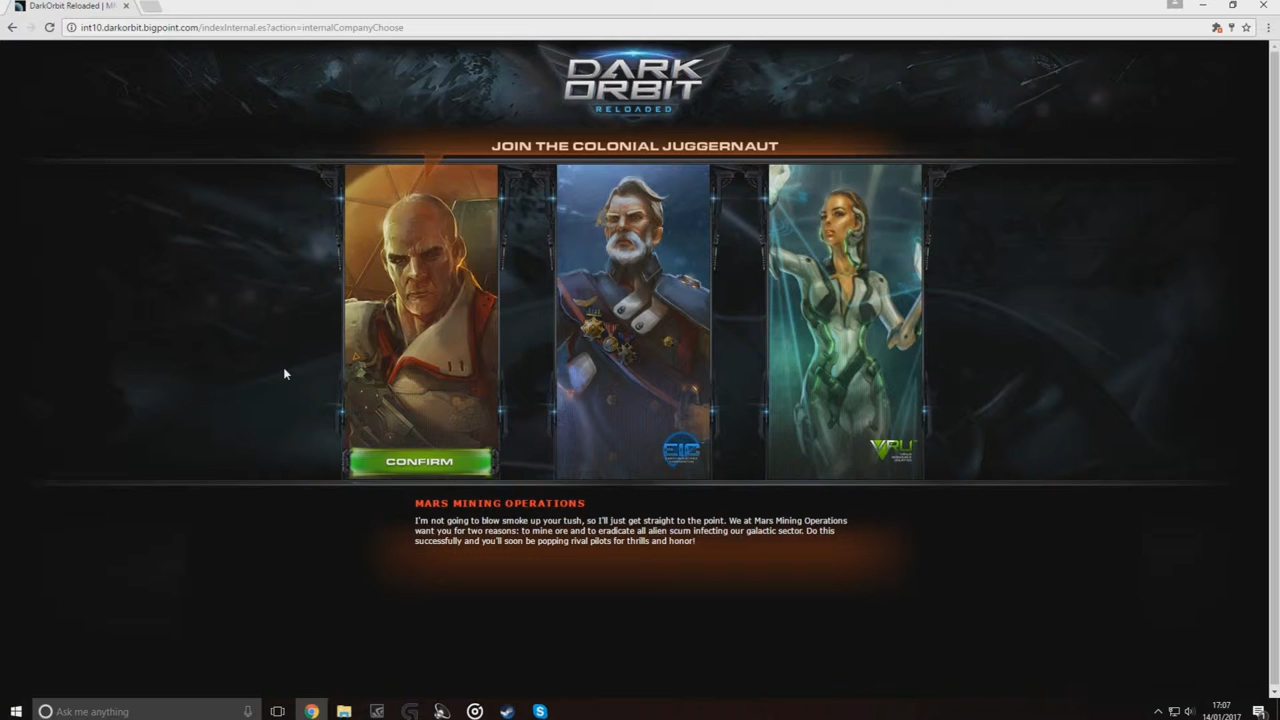 DarkOrbit Reloaded | M
int10.darkorbit.bigpoint.com/indexInternal.es?action=internalCompanyChoose
DARK
ORBIT
RELOADED
JOIN THE COLONIAL JUGGERNAUT
EIC
VRU
CONFIRM
MARS MINING OPERATIONS
I'm not going to blow smoke up your tush, so I'll just get straight to the point. We at Mars Mining Operations
want you for two reasons: to mine ore and to eradicate all alien scum infecting our galactic sector. Do this
successfully and you'll soon be popping rival pilots for thrills and honor!
Ask me anything
17:07
14/01/2017